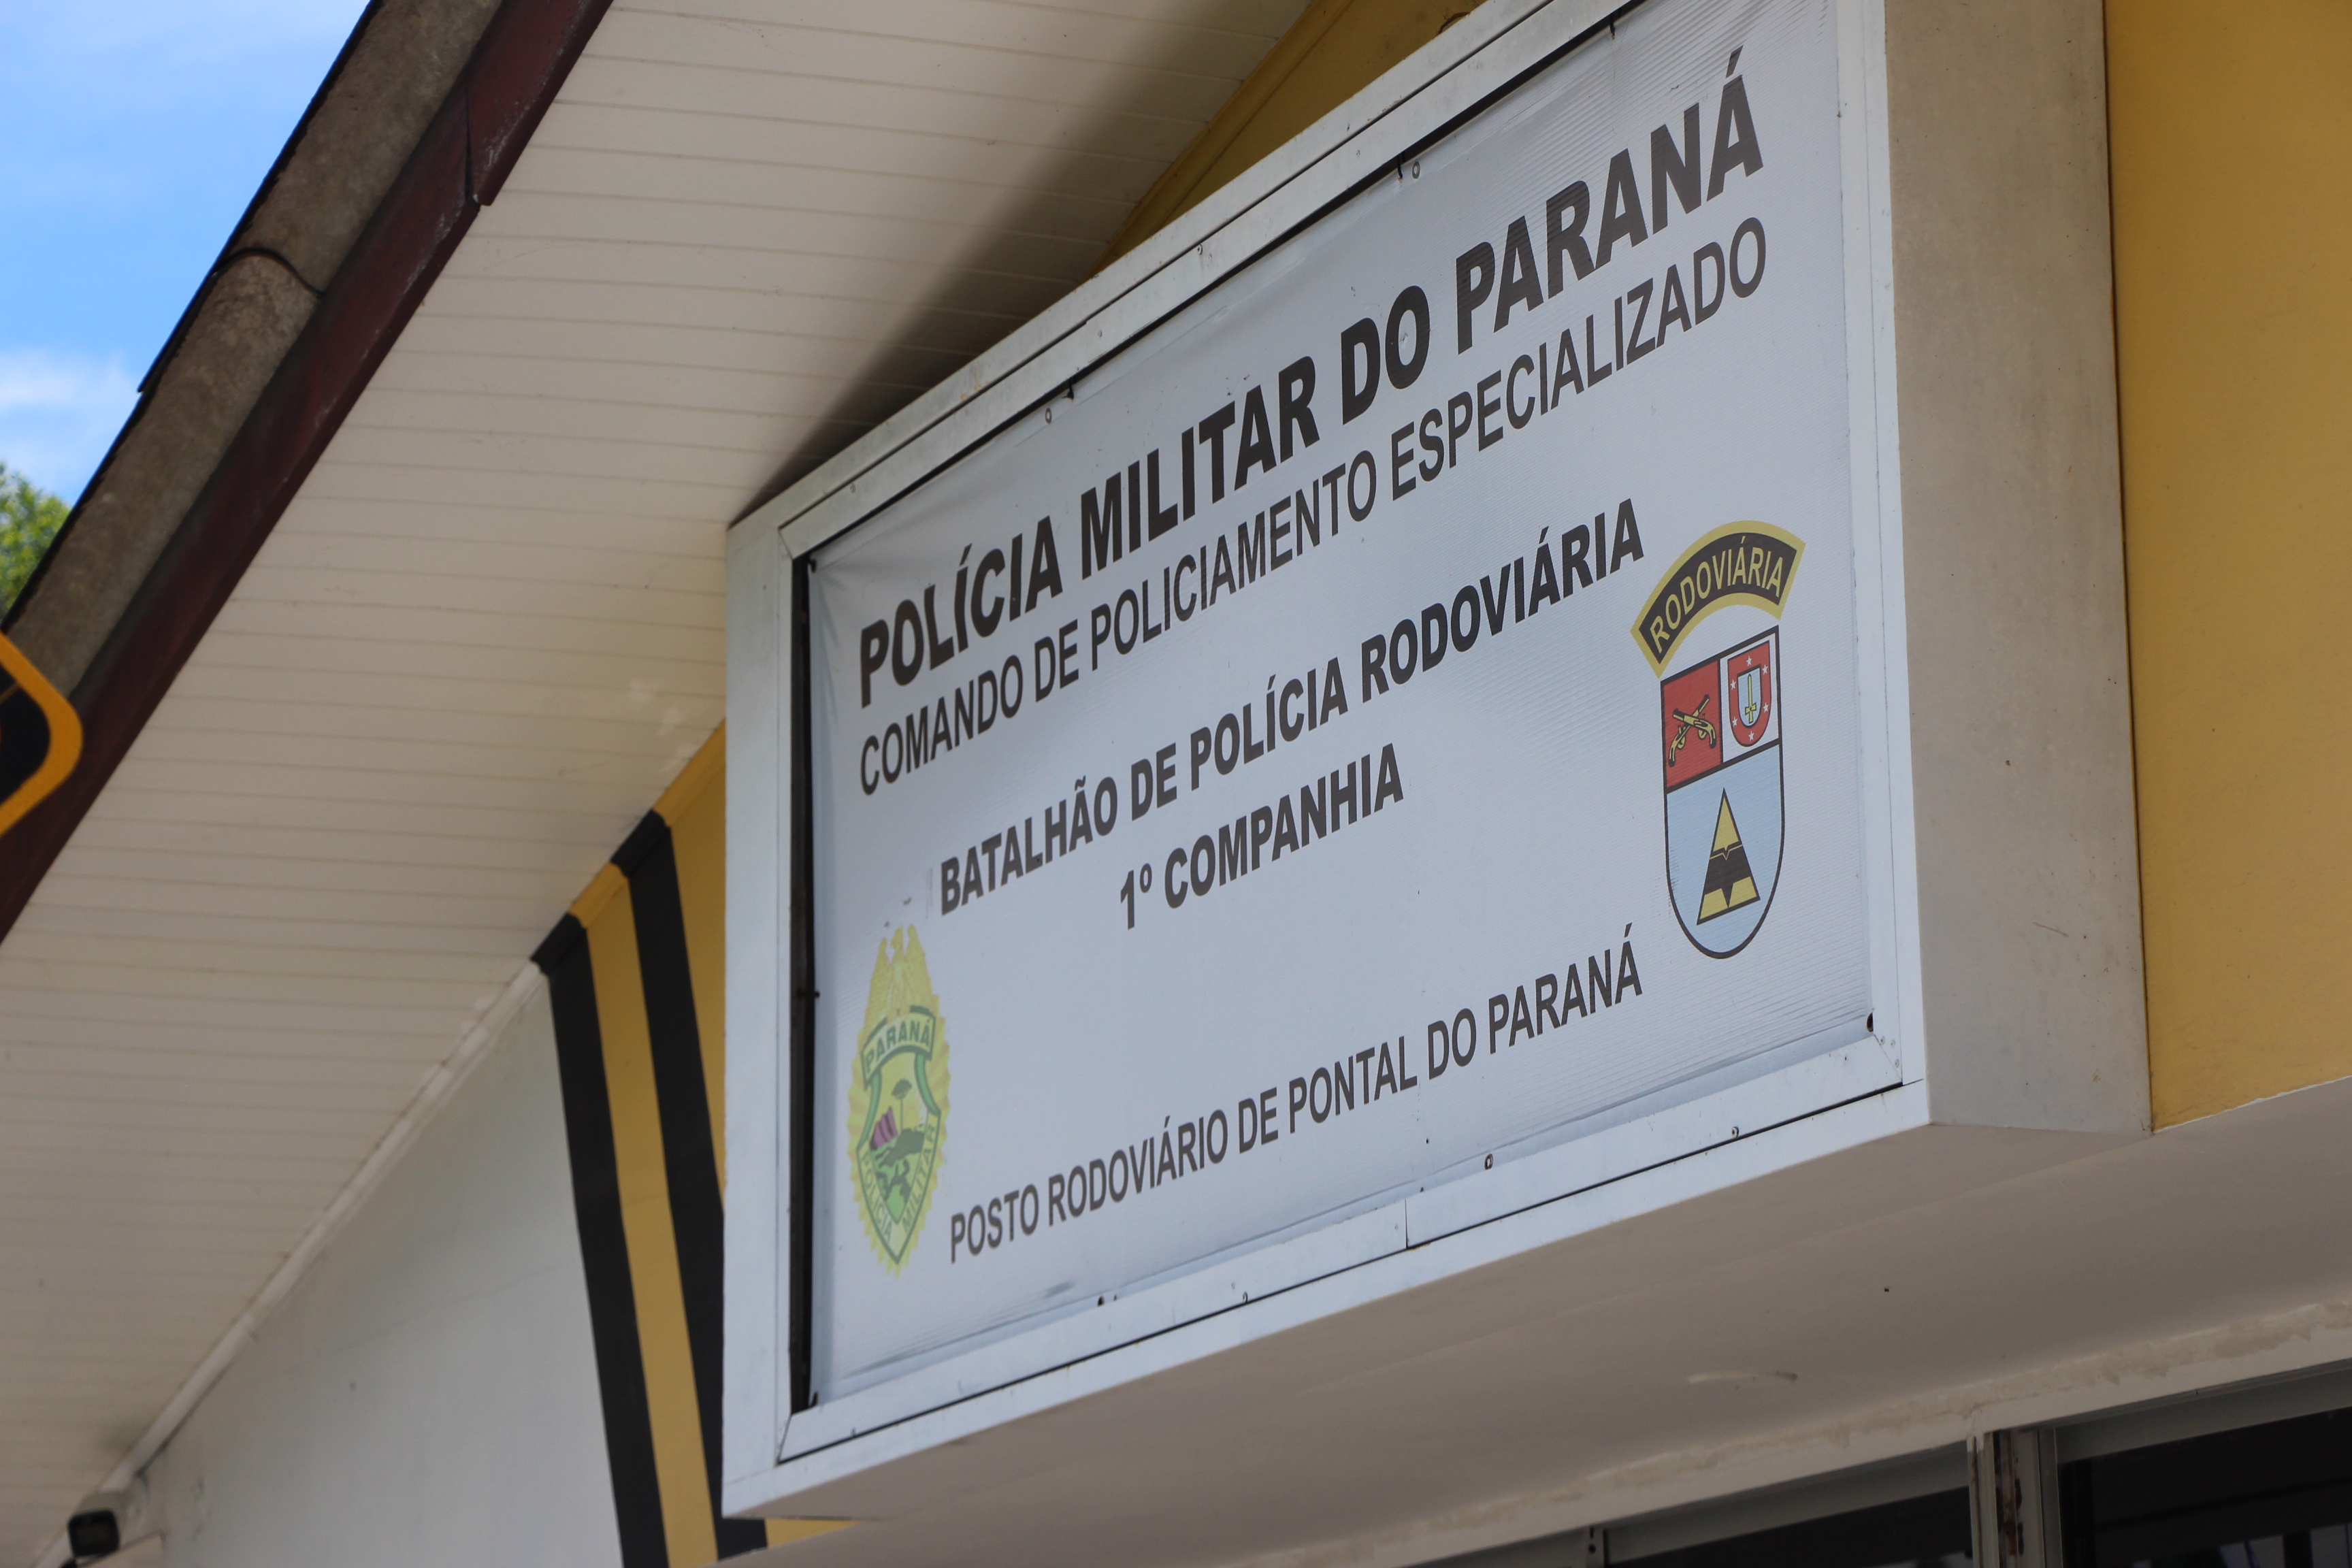 POLÍCIA MILITAR DO PARANÁ
COMANDO DE POLICIAMENTO ESPECIALIZADO
BATALHÃO DE POLÍCIA RODOVIÁRIA
1º COMPANHIA
RODOVIÁRIA
PARANÁ
POLÍCIA MILITAR
POSTO RODOVIÁRIO DE PONTAL DO PARANÁ